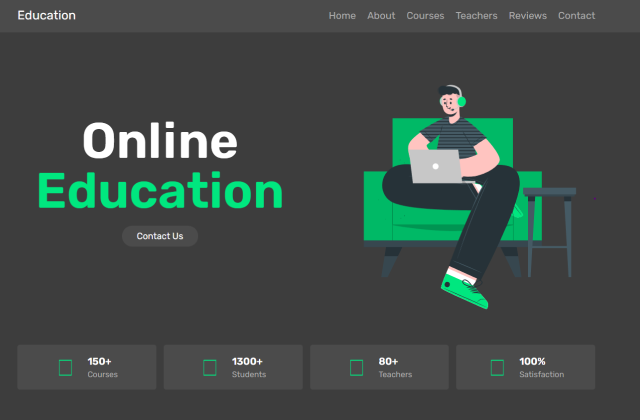 Education
Home About Courses Teachers Reviews Contact
Online
Education
Contact Us
150+
Courses
1300+
Students
80+
Teachers
100%
Satisfaction